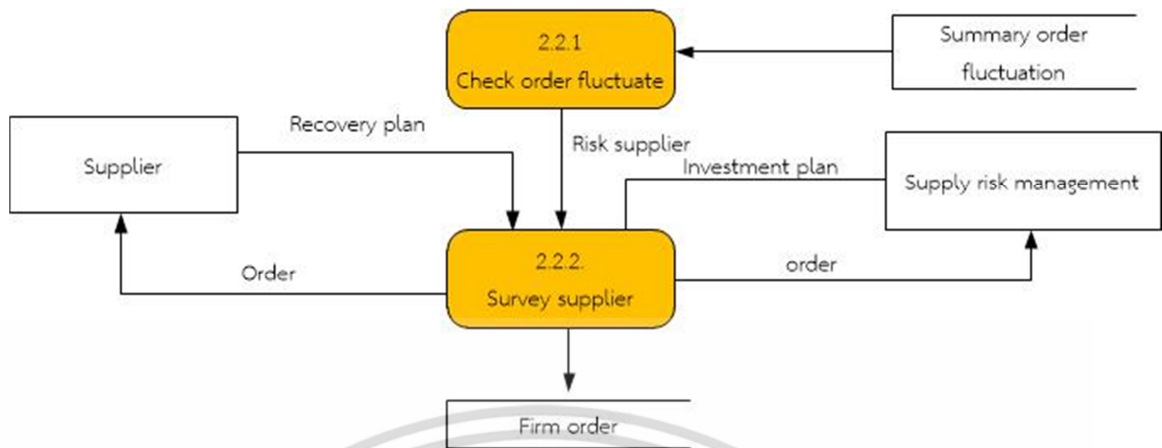 2.2.1
Check order fluctuate
Summary order
fluctuation
Recovery plan
Risk supplier
Investment plan
Supplier
Supply risk management
2.2.2.
Survey supplier
Order
order
Firm order